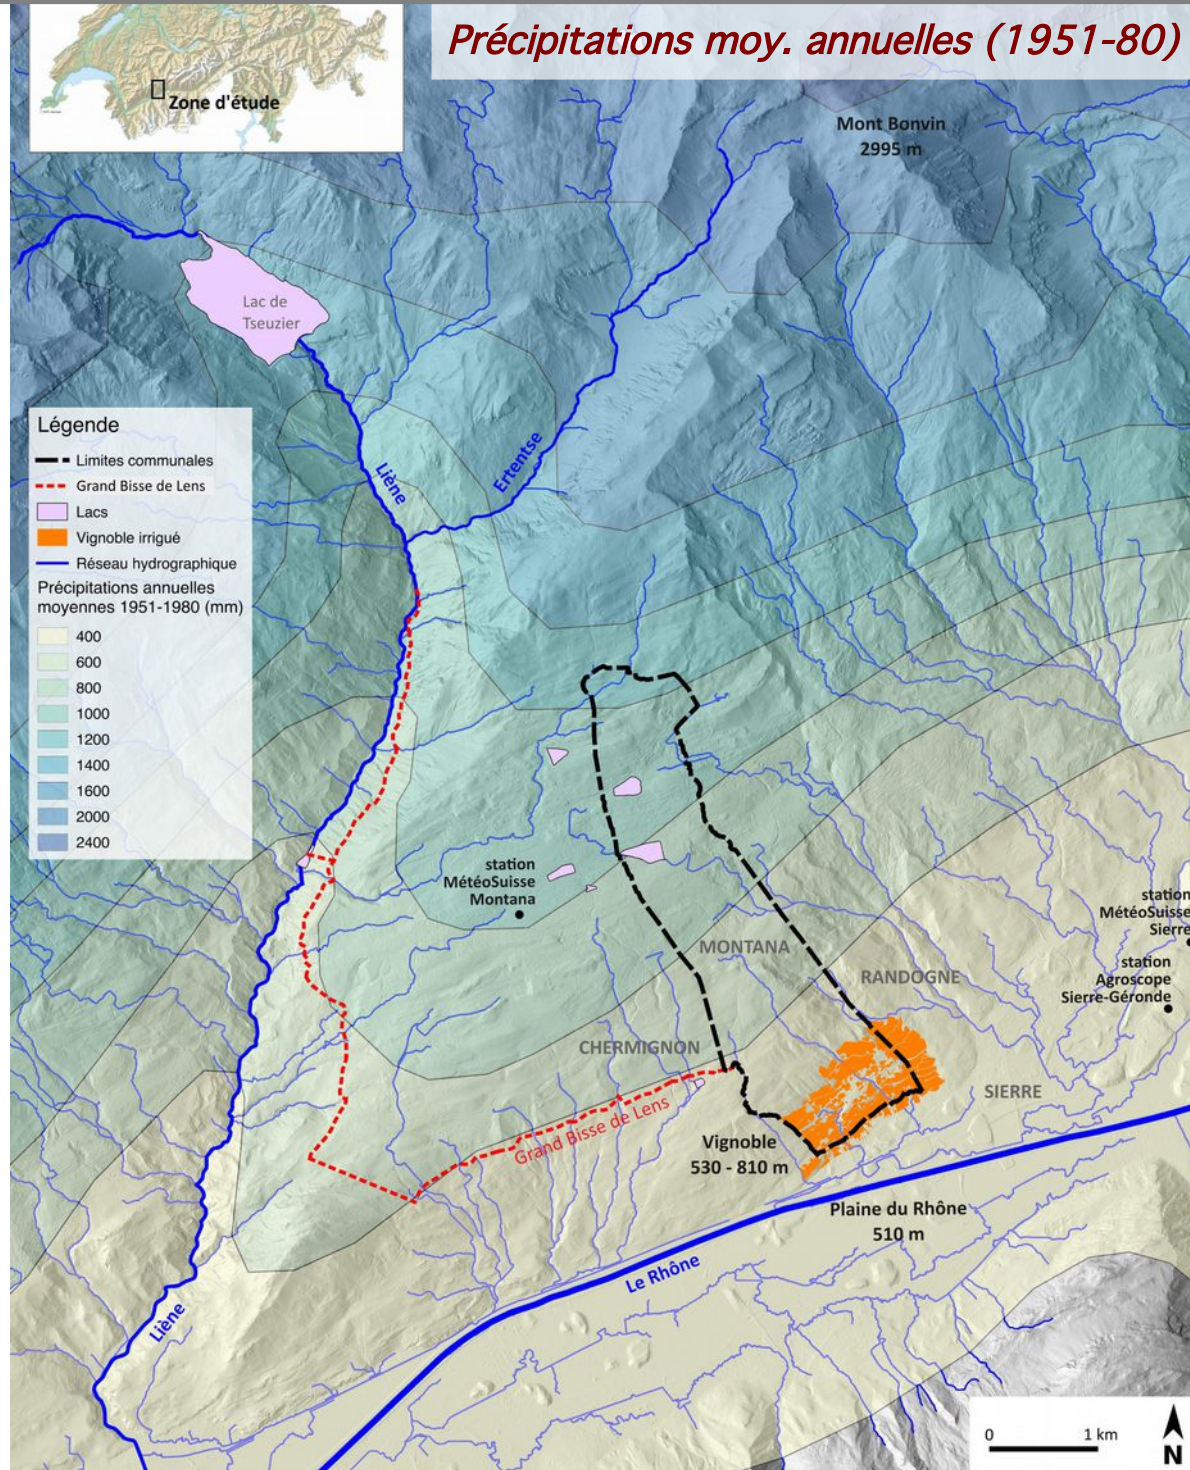 Précipitations moy. annuelles (1951-80)
Zone d'étude
Mont Bonvin
2995 m
Lac de
Tseuzier
Légende
Limites communales
Grand Bisse de Lens
Lacs
Vignoble irrigué
Réseau hydrographique
Précipitations annuelles
moyennes 1951-1980 (mm)
400
600
800
1000
1200
1400
1600
2000
2400
Liène
Ertentse
station
MétéoSuisse
Montana
station
MétéoSuisse
Sierre
station
Agroscope
Sierre-Géronde
MONTANA
RANDOGNE
CHERMIGNON
SIERRE
Grand Bisse de Lens
Vignoble
530 - 810 m
Plaine du Rhône
510 m
Le Rhône
Liène
0 1 km
N